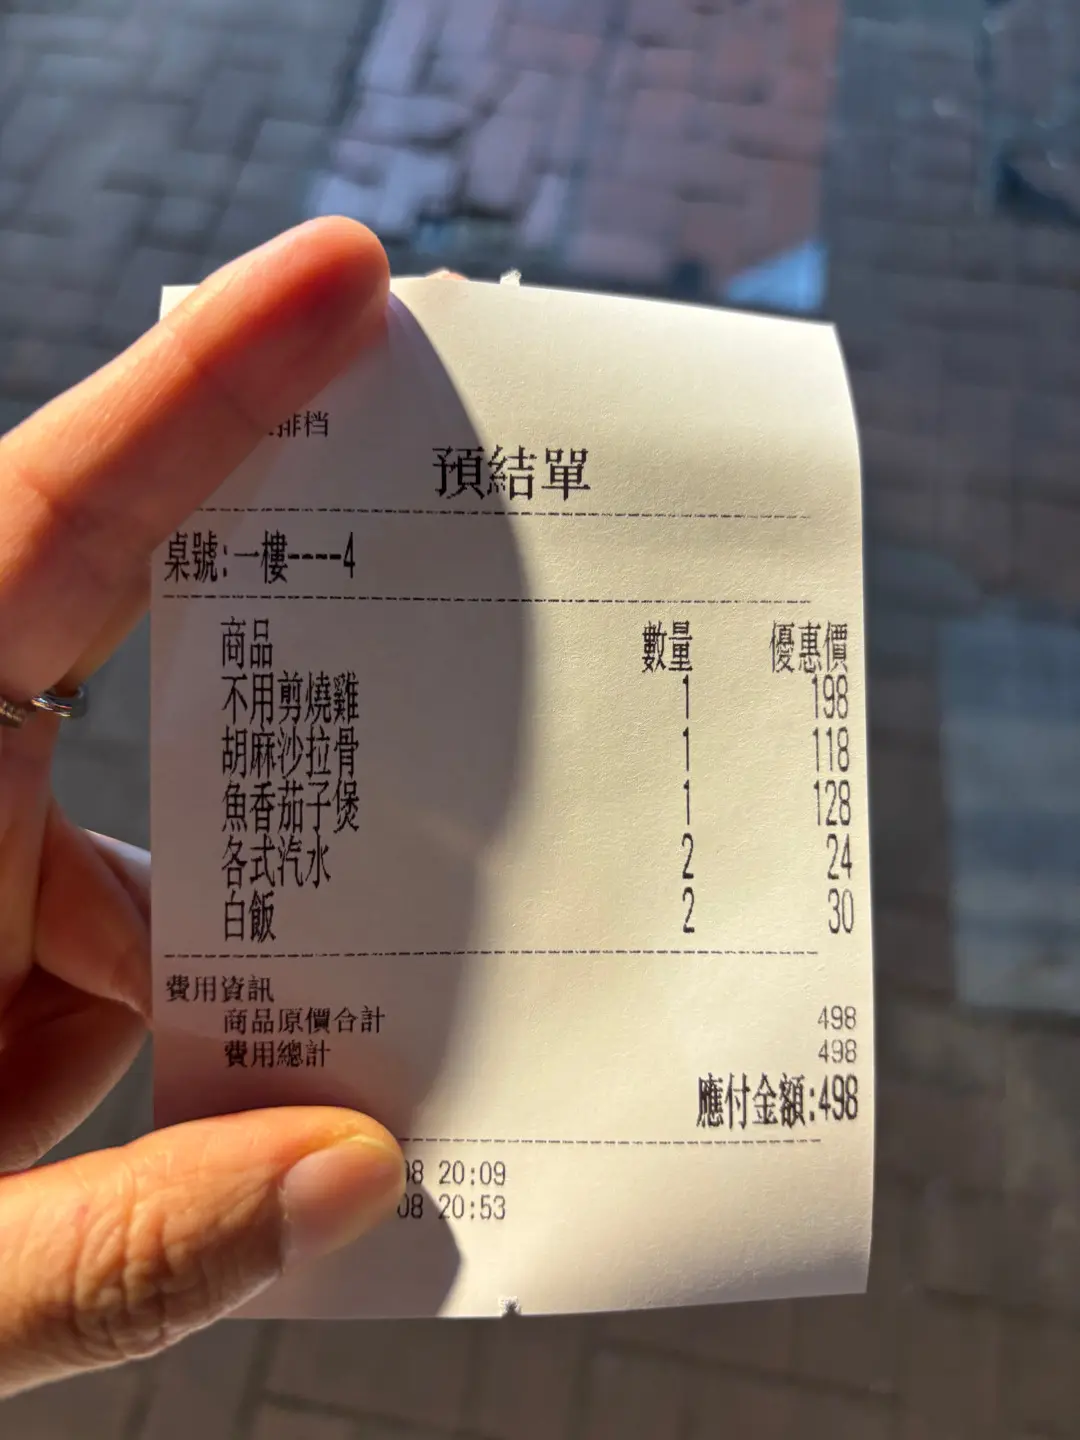 排档
預結單
桌號:一樓----4
商品 數量 優惠價
不用剪燒雞 1 198
胡麻沙拉骨 1 118
魚香茄子煲 1 128
各式汽水 2 24
白飯 2 30
費用資訊
商品原價合計 498
費用總計 498
應付金額:498
08 20:09
08 20:53